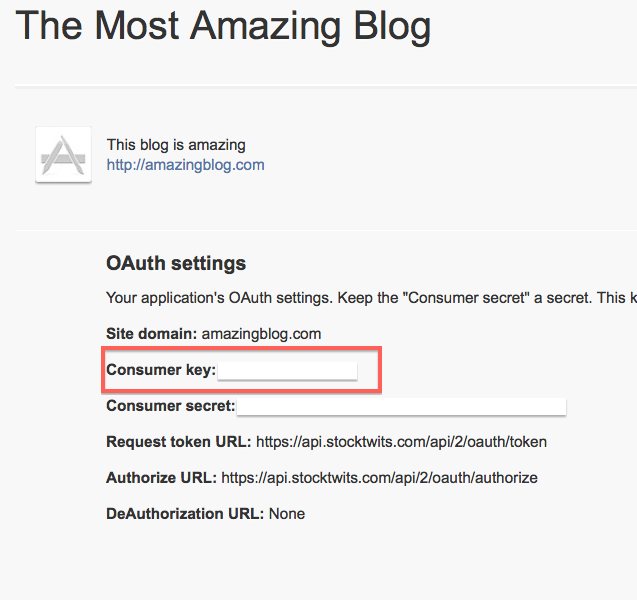 The Most Amazing Blog
This blog is amazing
http://amazingblog.com
OAuth settings
Your application's OAuth settings. Keep the "Consumer secret" a secret. This k
Site domain: amazingblog.com
Consumer key:
Consumer secret:
Request token URL: https://api.stocktwits.com/api/2/oauth/token
Authorize URL: https://api.stocktwits.com/api/2/oauth/authorize
DeAuthorization URL: None